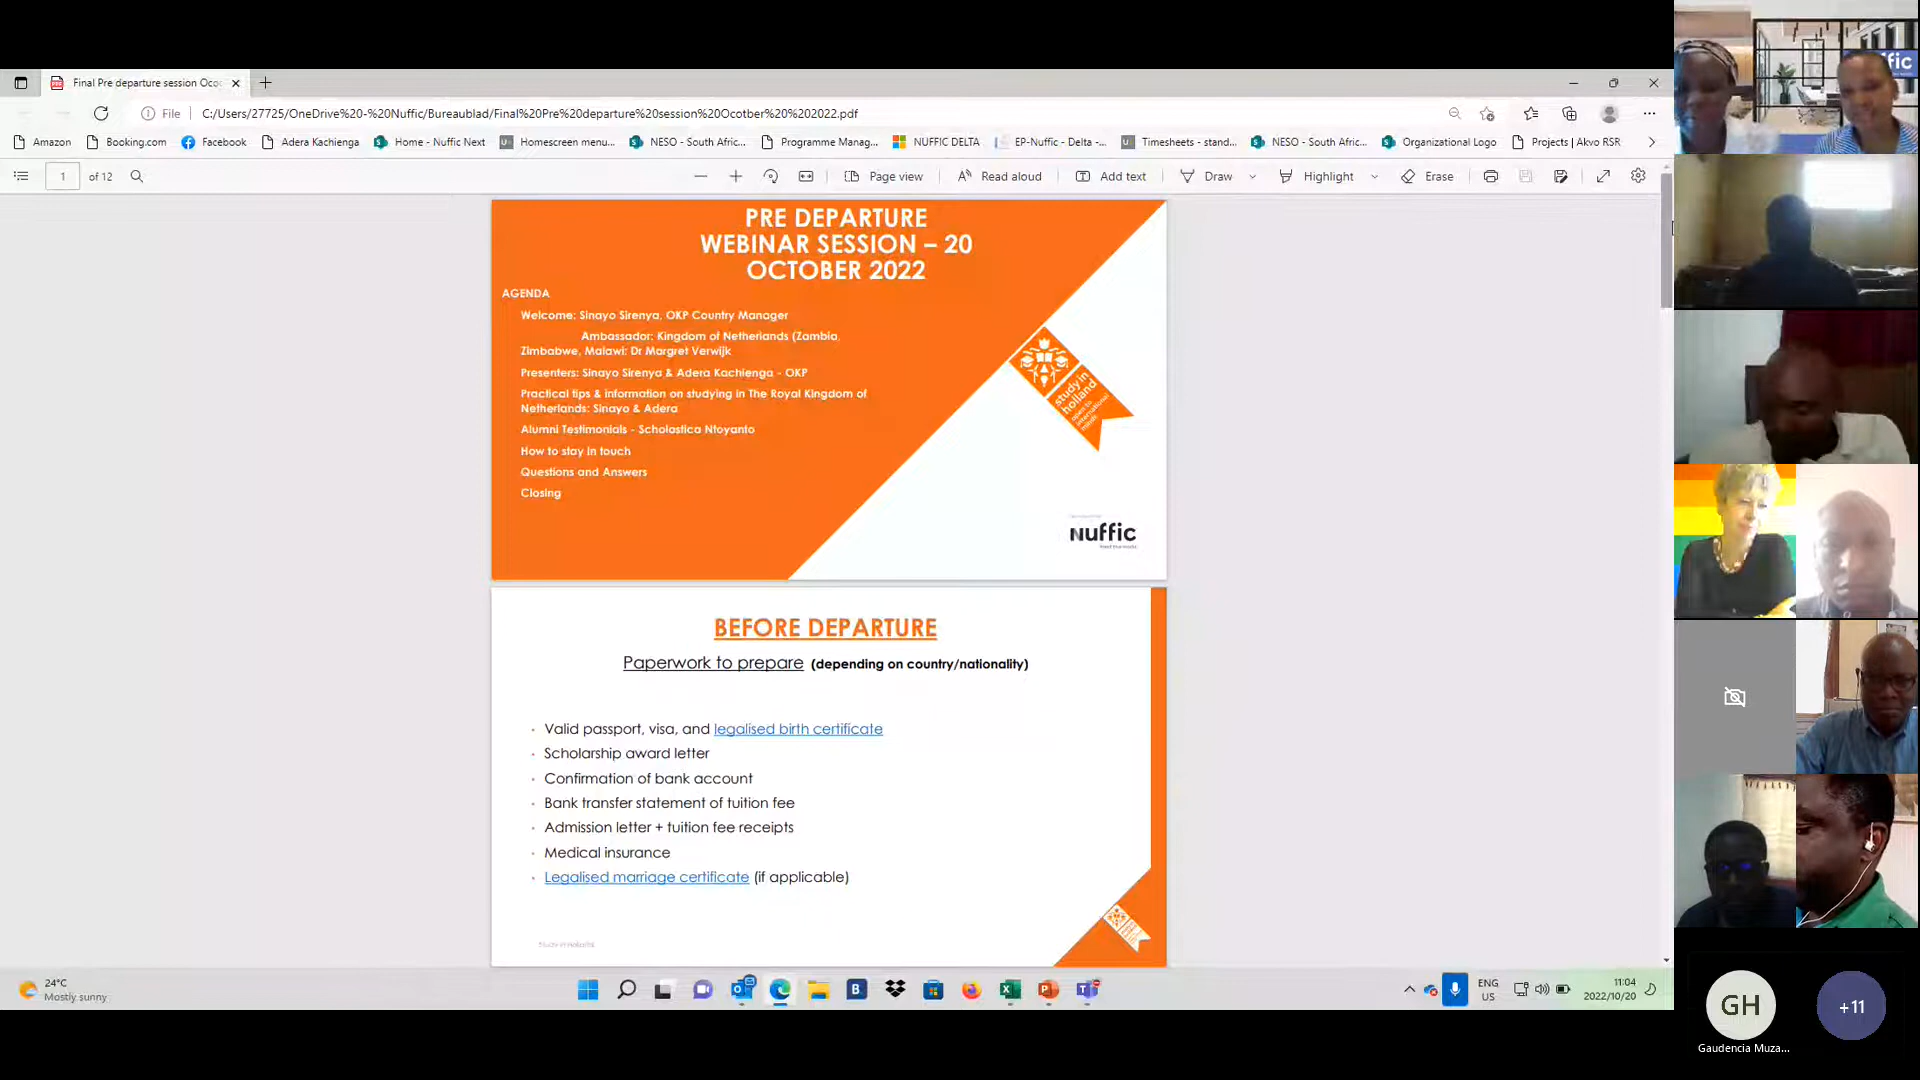 Final Pre departure session Oco
File
C:/Users/27725/OneDrive%20-%20Nuffic/Bureaublad/Final%20Pre%20departure%20session%20Ocotber%20%202022.pdf
Amazon
Booking.com
Facebook
Adera Kachienga
Home - Nuffic Next
Homescreen menu...
NESO - South Afric...
Programme Manag...
NUFFIC DELTA
EP-Nuffic - Delta -...
Timesheets - stand...
NESO - South Afric...
Organizational Logo
Projects | Akvo RSR
1 of 12
Page view
Read aloud
Add text
Draw
Highlight
Erase
PRE DEPARTURE
WEBINAR SESSION – 20
OCTOBER 2022
AGENDA
Welcome: Sinayo Sirenya, OKP Country Manager
Ambassador: Kingdom of Netherlands (Zambia,
Zimbabwe, Malawi: Dr Margret Verwijk
Presenters: Sinayo Sirenya & Adera Kachienga - OKP
Practical tips & information on studying in The Royal Kingdom of
Netherlands: Sinayo & Adera
Alumni Testimonials - Scholastica Ntoyanto
How to stay in touch
Questions and Answers
Closing
study in
holland
open to
international
minds
Nuffic
BEFORE DEPARTURE
Paperwork to prepare (depending on country/nationality)
· Valid passport, visa, and legalised birth certificate
· Scholarship award letter
· Confirmation of bank account
· Bank transfer statement of tuition fee
· Admission letter + tuition fee receipts
· Medical insurance
· Legalised marriage certificate (if applicable)
24°C
Mostly sunny
ENG
US
11:04
2022/10/20
fic
GH
Gaudencia Muza...
+11